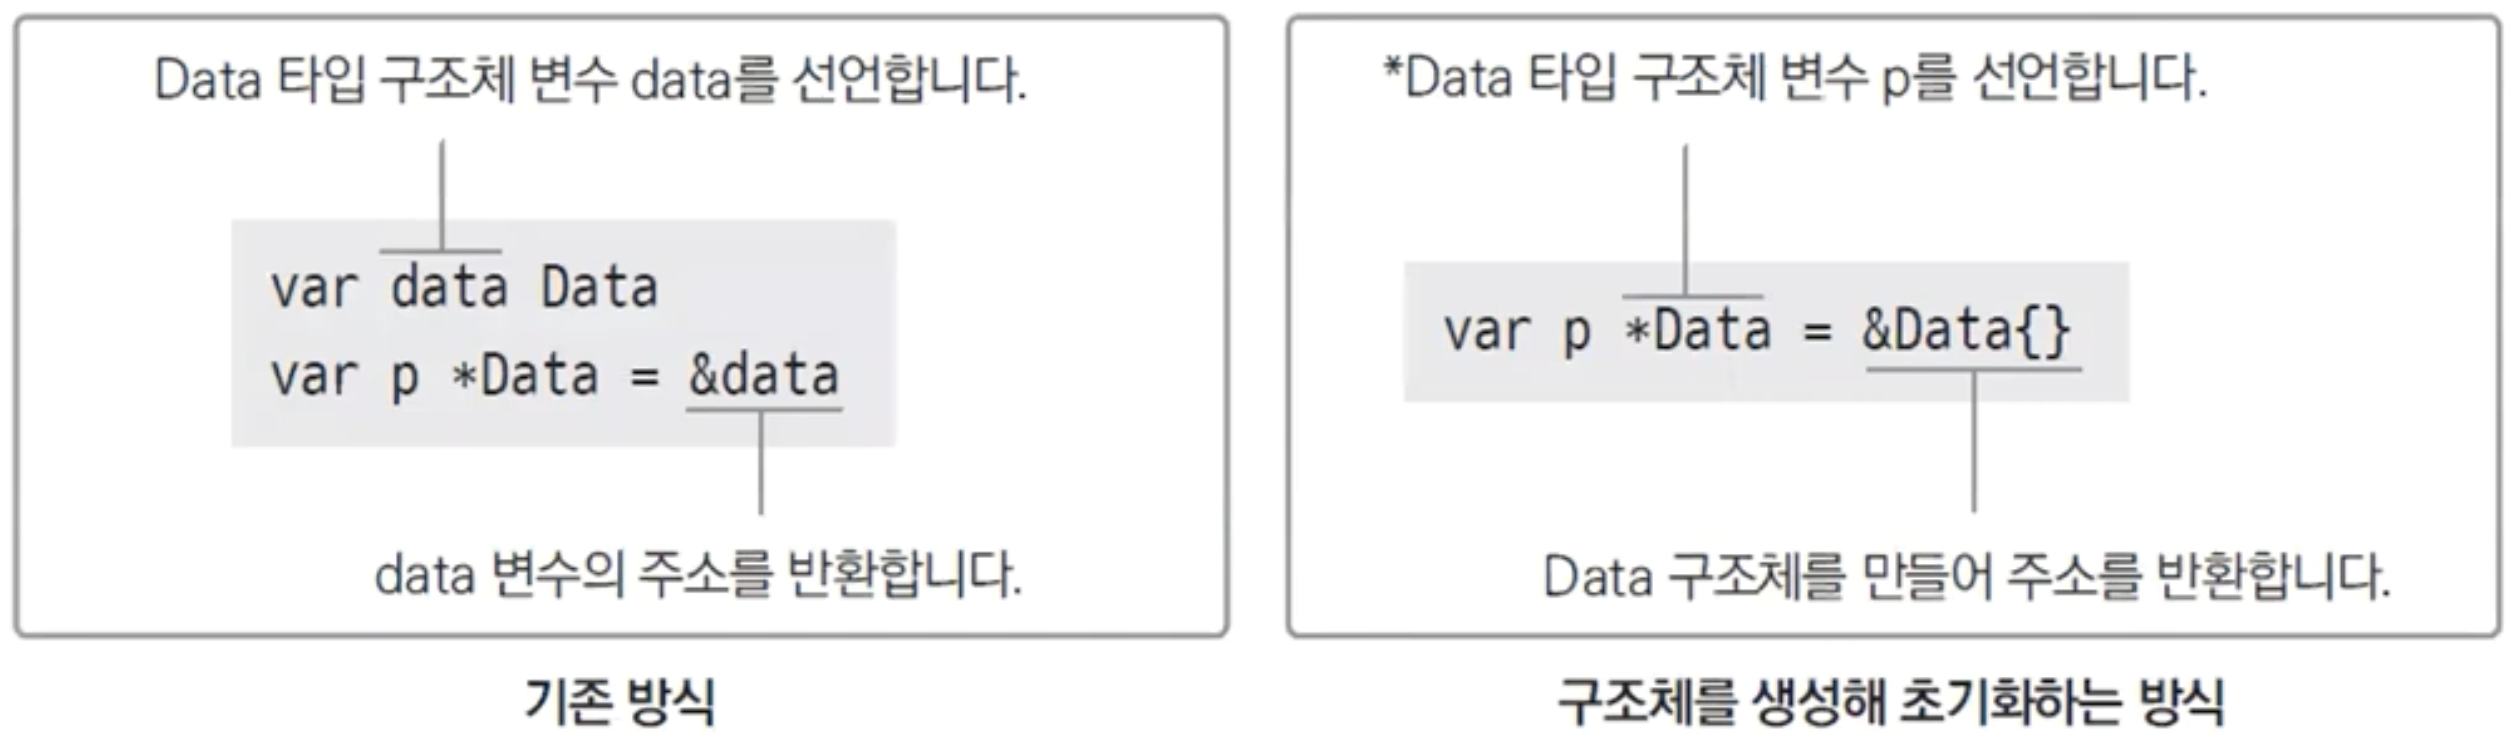 Data 타입 구조체 변수 data를 선언합니다.
var data Data
var p *Data = &data
data 변수의 주소를 반환합니다.
기존 방식
*Data 타입 구조체 변수 p를 선언합니다.
var p *Data = &Data{}
Data 구조체를 만들어 주소를 반환합니다.
구조체를 생성해 초기화하는 방식